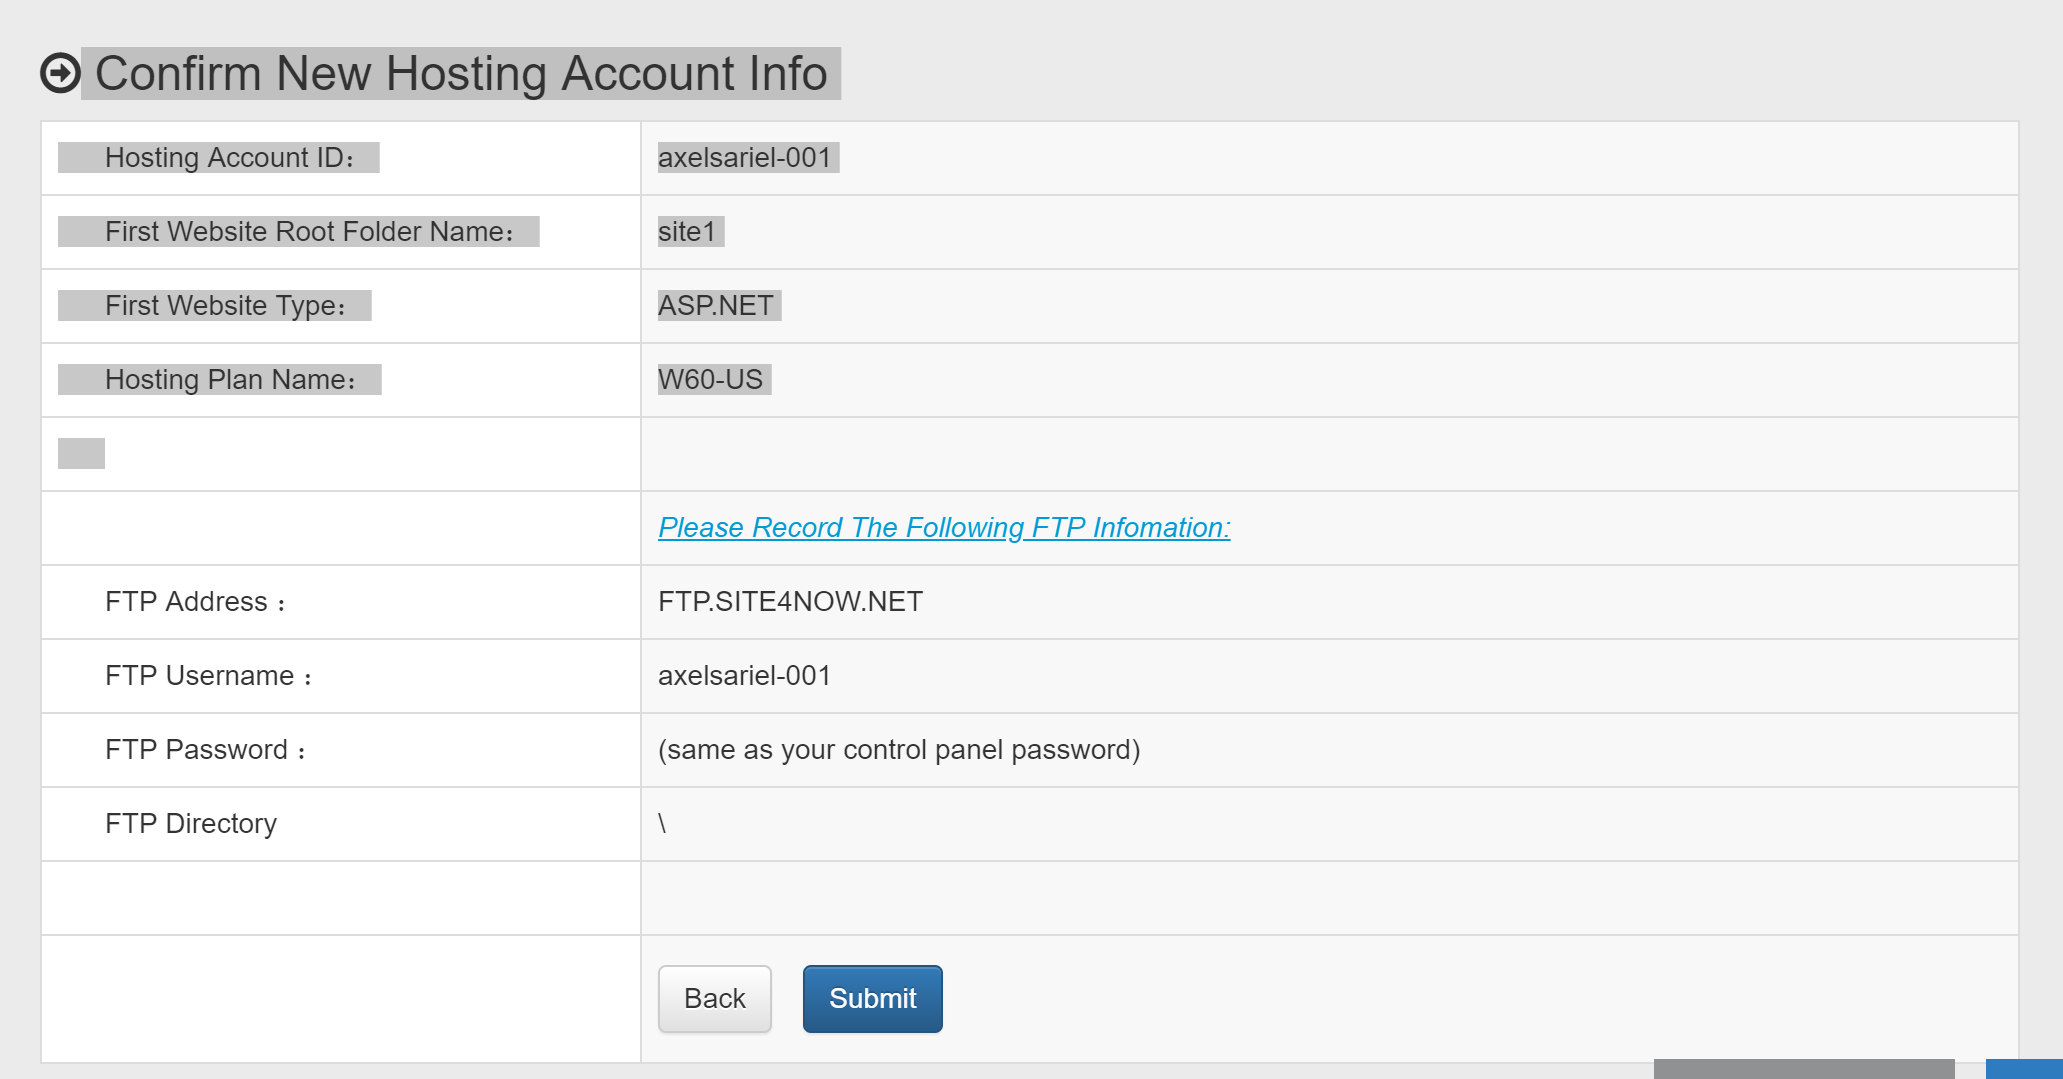 Confirm New Hosting Account Info
Hosting Account ID： axelsariel-001
First Website Root Folder Name： site1
First Website Type： ASP.NET
Hosting Plan Name： W60-US
Please Record The Following FTP Infomation:
FTP Address： FTP.SITE4NOW.NET
FTP Username： axelsariel-001
FTP Password： (same as your control panel password)
FTP Directory \
Back Submit